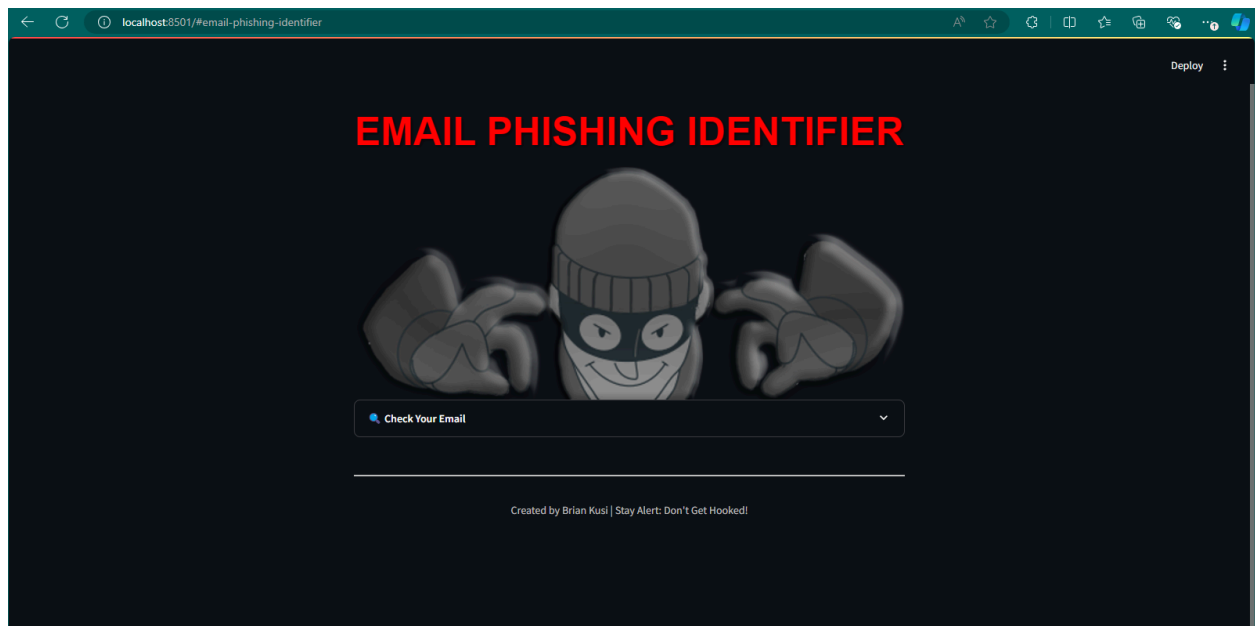 localhost:8501/#email-phishing-identifier
Deploy
EMAIL PHISHING IDENTIFIER
Check Your Email
Created by Brian Kusi | Stay Alert: Don't Get Hooked!